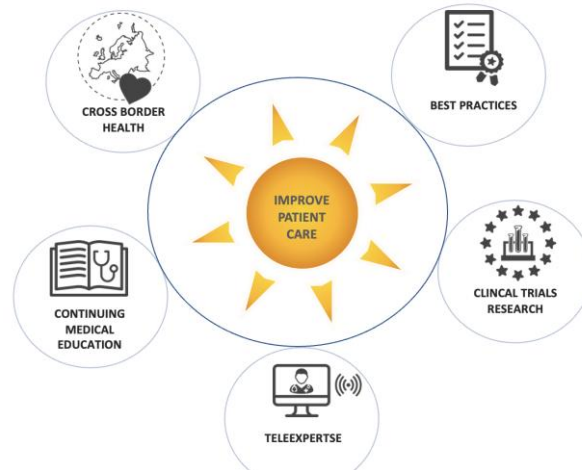 CROSS BORDER
HEALTH
BEST PRACTICES
IMPROVE
PATIENT
CARE
CONTINUING
MEDICAL
EDUCATION
CLINCAL TRIALS
RESEARCH
TELEEXPERTSE